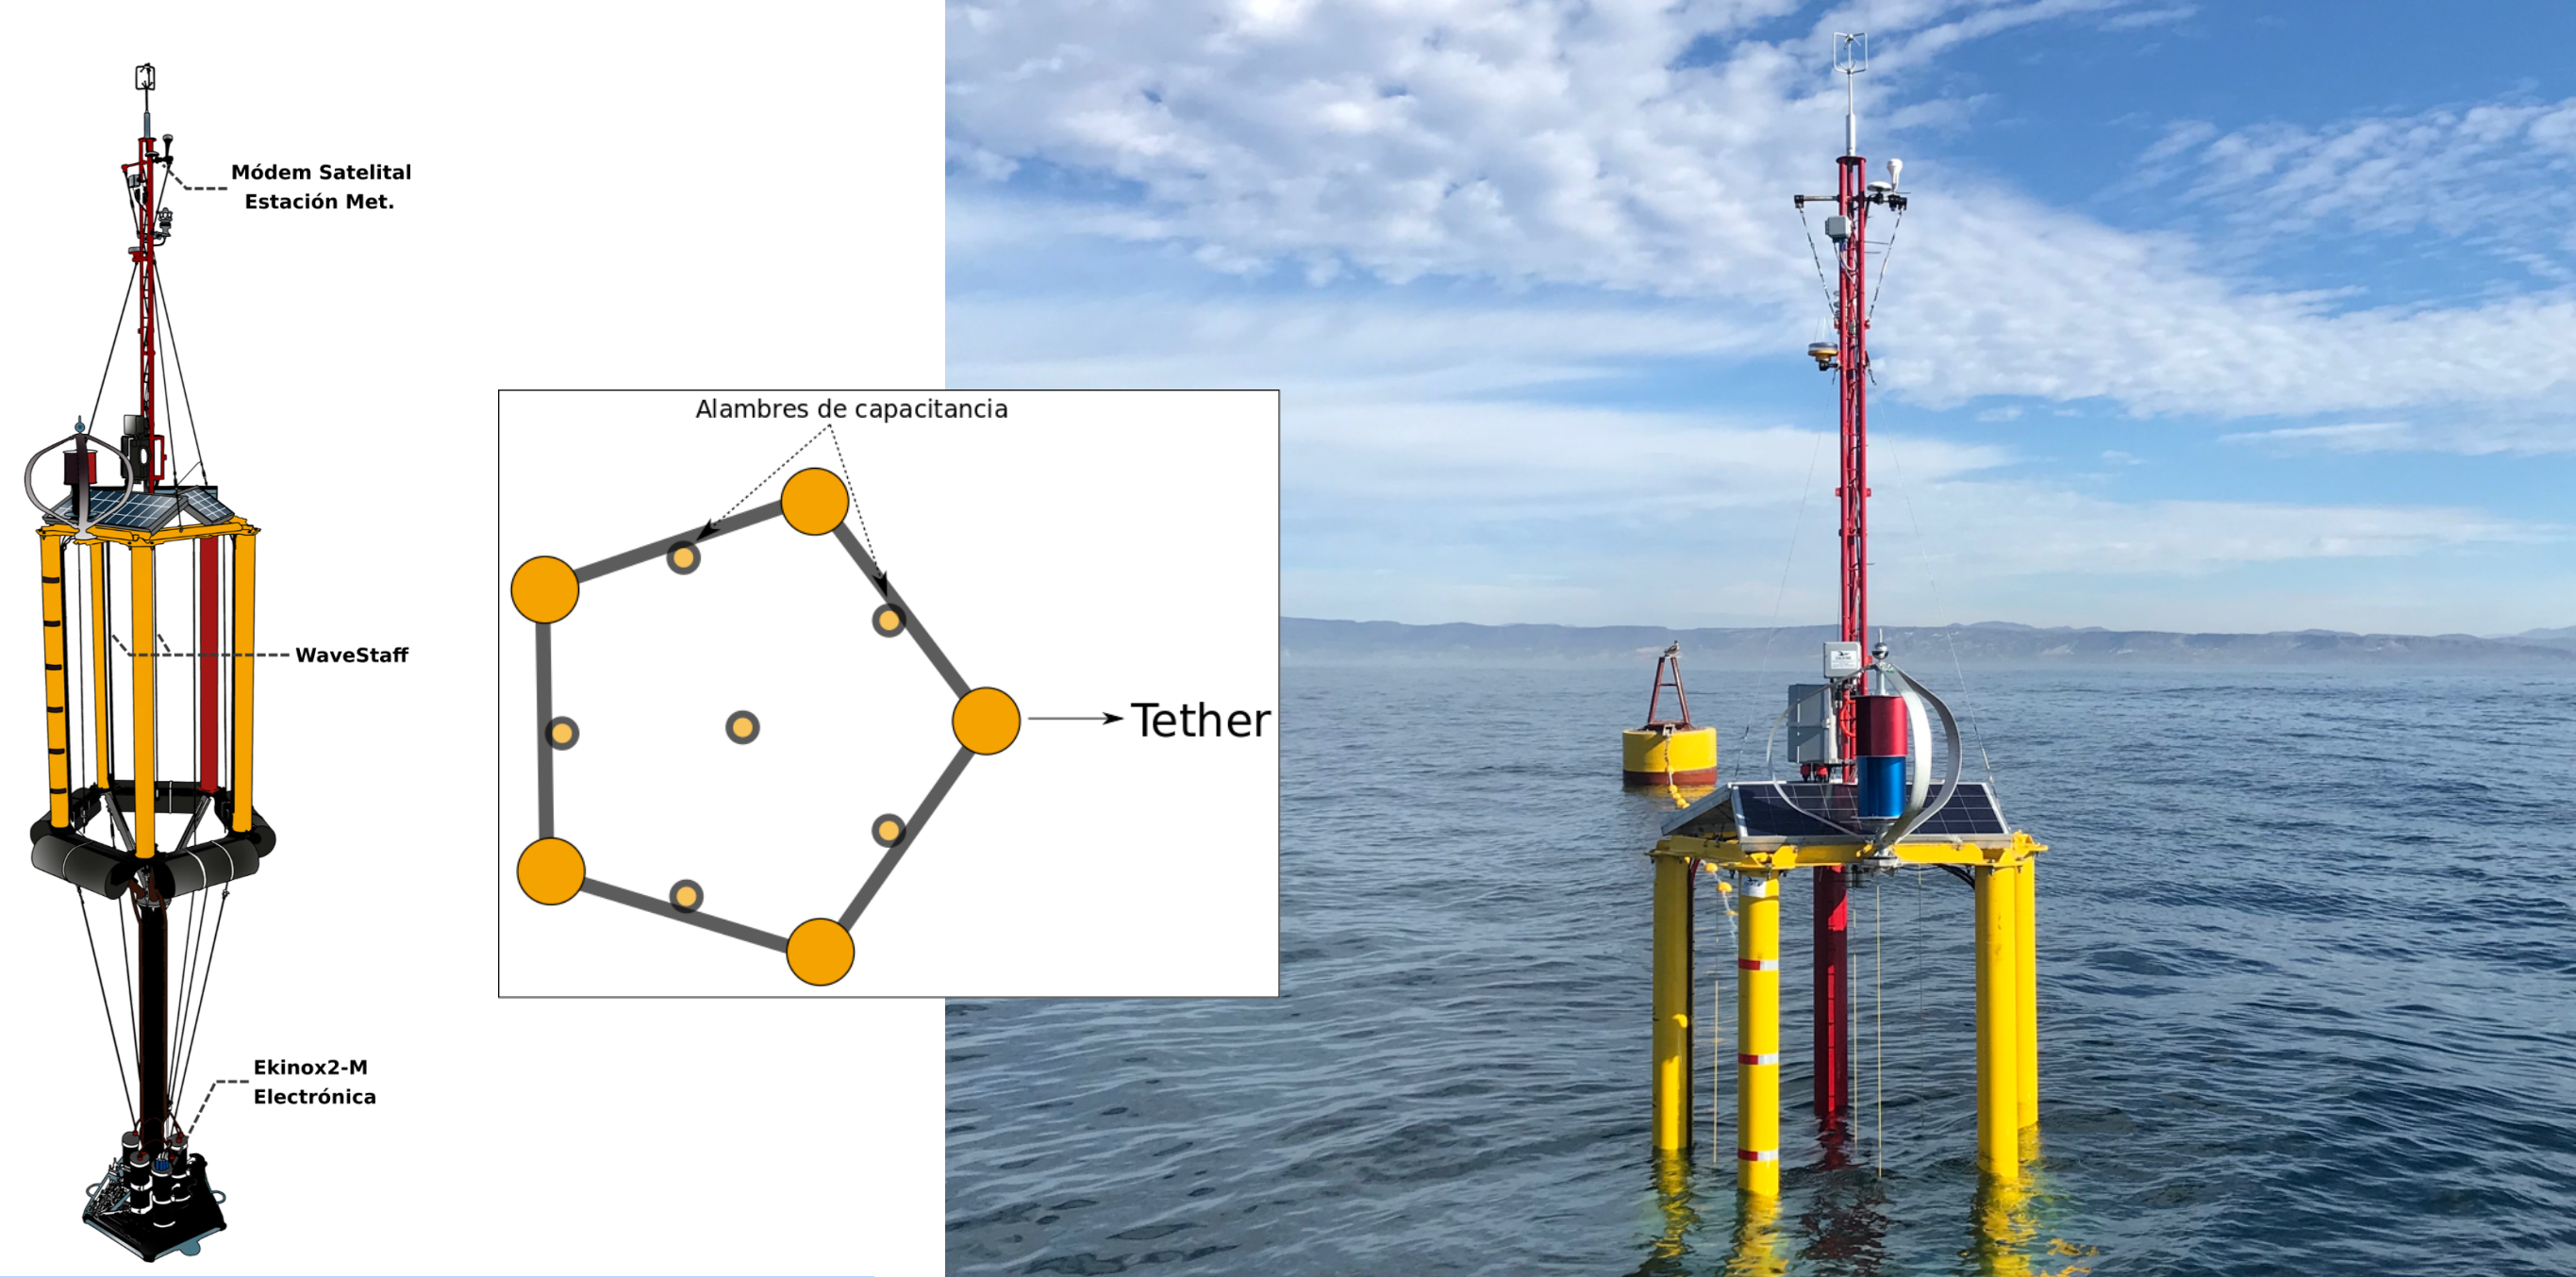 Módem Satelital
Estación Met.
Alambres de capacitancia
WaveStaff
Tether
Ekinox2-M
Electrónica